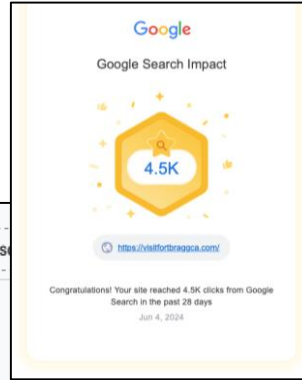 Google
Google Search Impact
4.5K
https://visitfortbraggca.com/
Congratulations! Your site reached 4.5K clicks from Google
Search in the past 28 days
Jun 4, 2024